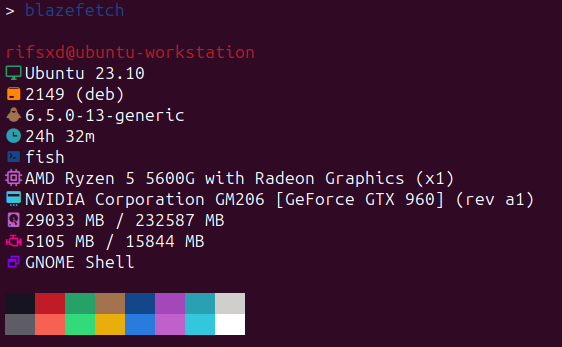 > blazefetch
rifsxd@ubuntu-workstation
Ubuntu 23.10
2149 (deb)
6.5.0-13-generic
24h 32m
fish
AMD Ryzen 5 5600G with Radeon Graphics (x1)
NVIDIA Corporation GM206 [GeForce GTX 960] (rev a1)
29033 MB / 232587 MB
5105 MB / 15844 MB
GNOME Shell